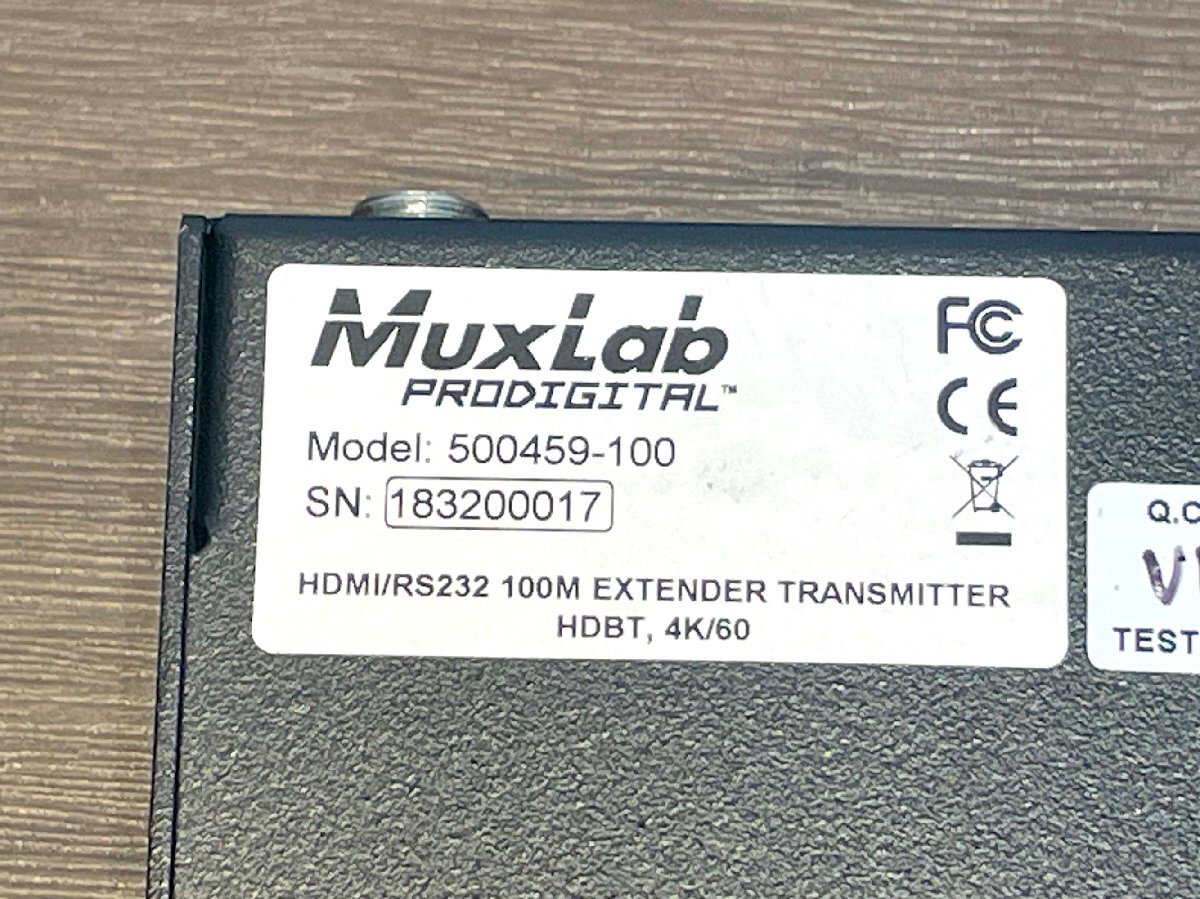 MuxLab
PRODIGITAL™
FC
CE
Model: 500459-100
SN: 183200017
HDMI/RS232 100M EXTENDER TRANSMITTER
HDBT, 4K/60
Q.C
TEST